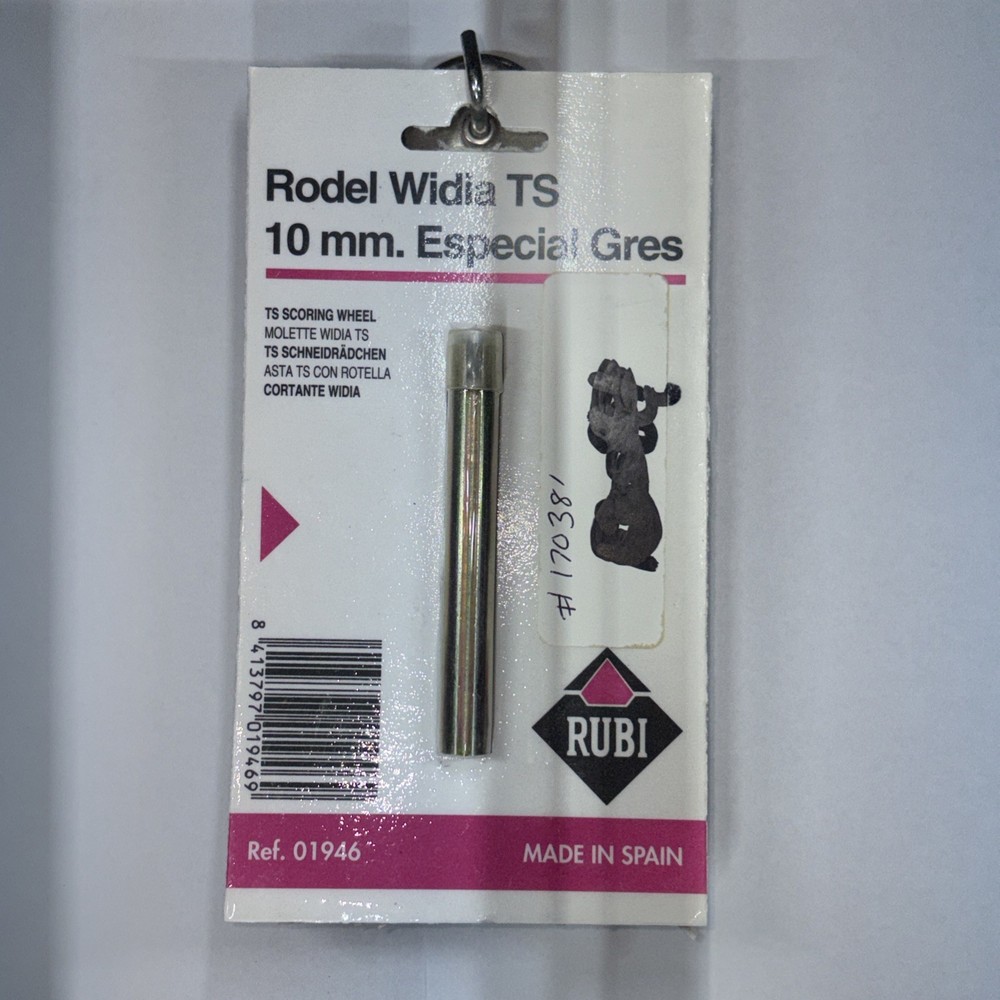 Rodel Widia TS
10 mm. Especial Gres
TS SCORING WHEEL
MOLETTE WIDIA TS
TS SCHNEIDRÄDCHEN
ASTA TS CON ROTELLA
CORTANTE WIDIA
# 170381
8 413797 019469
RUBI
Ref. 01946
MADE IN SPAIN